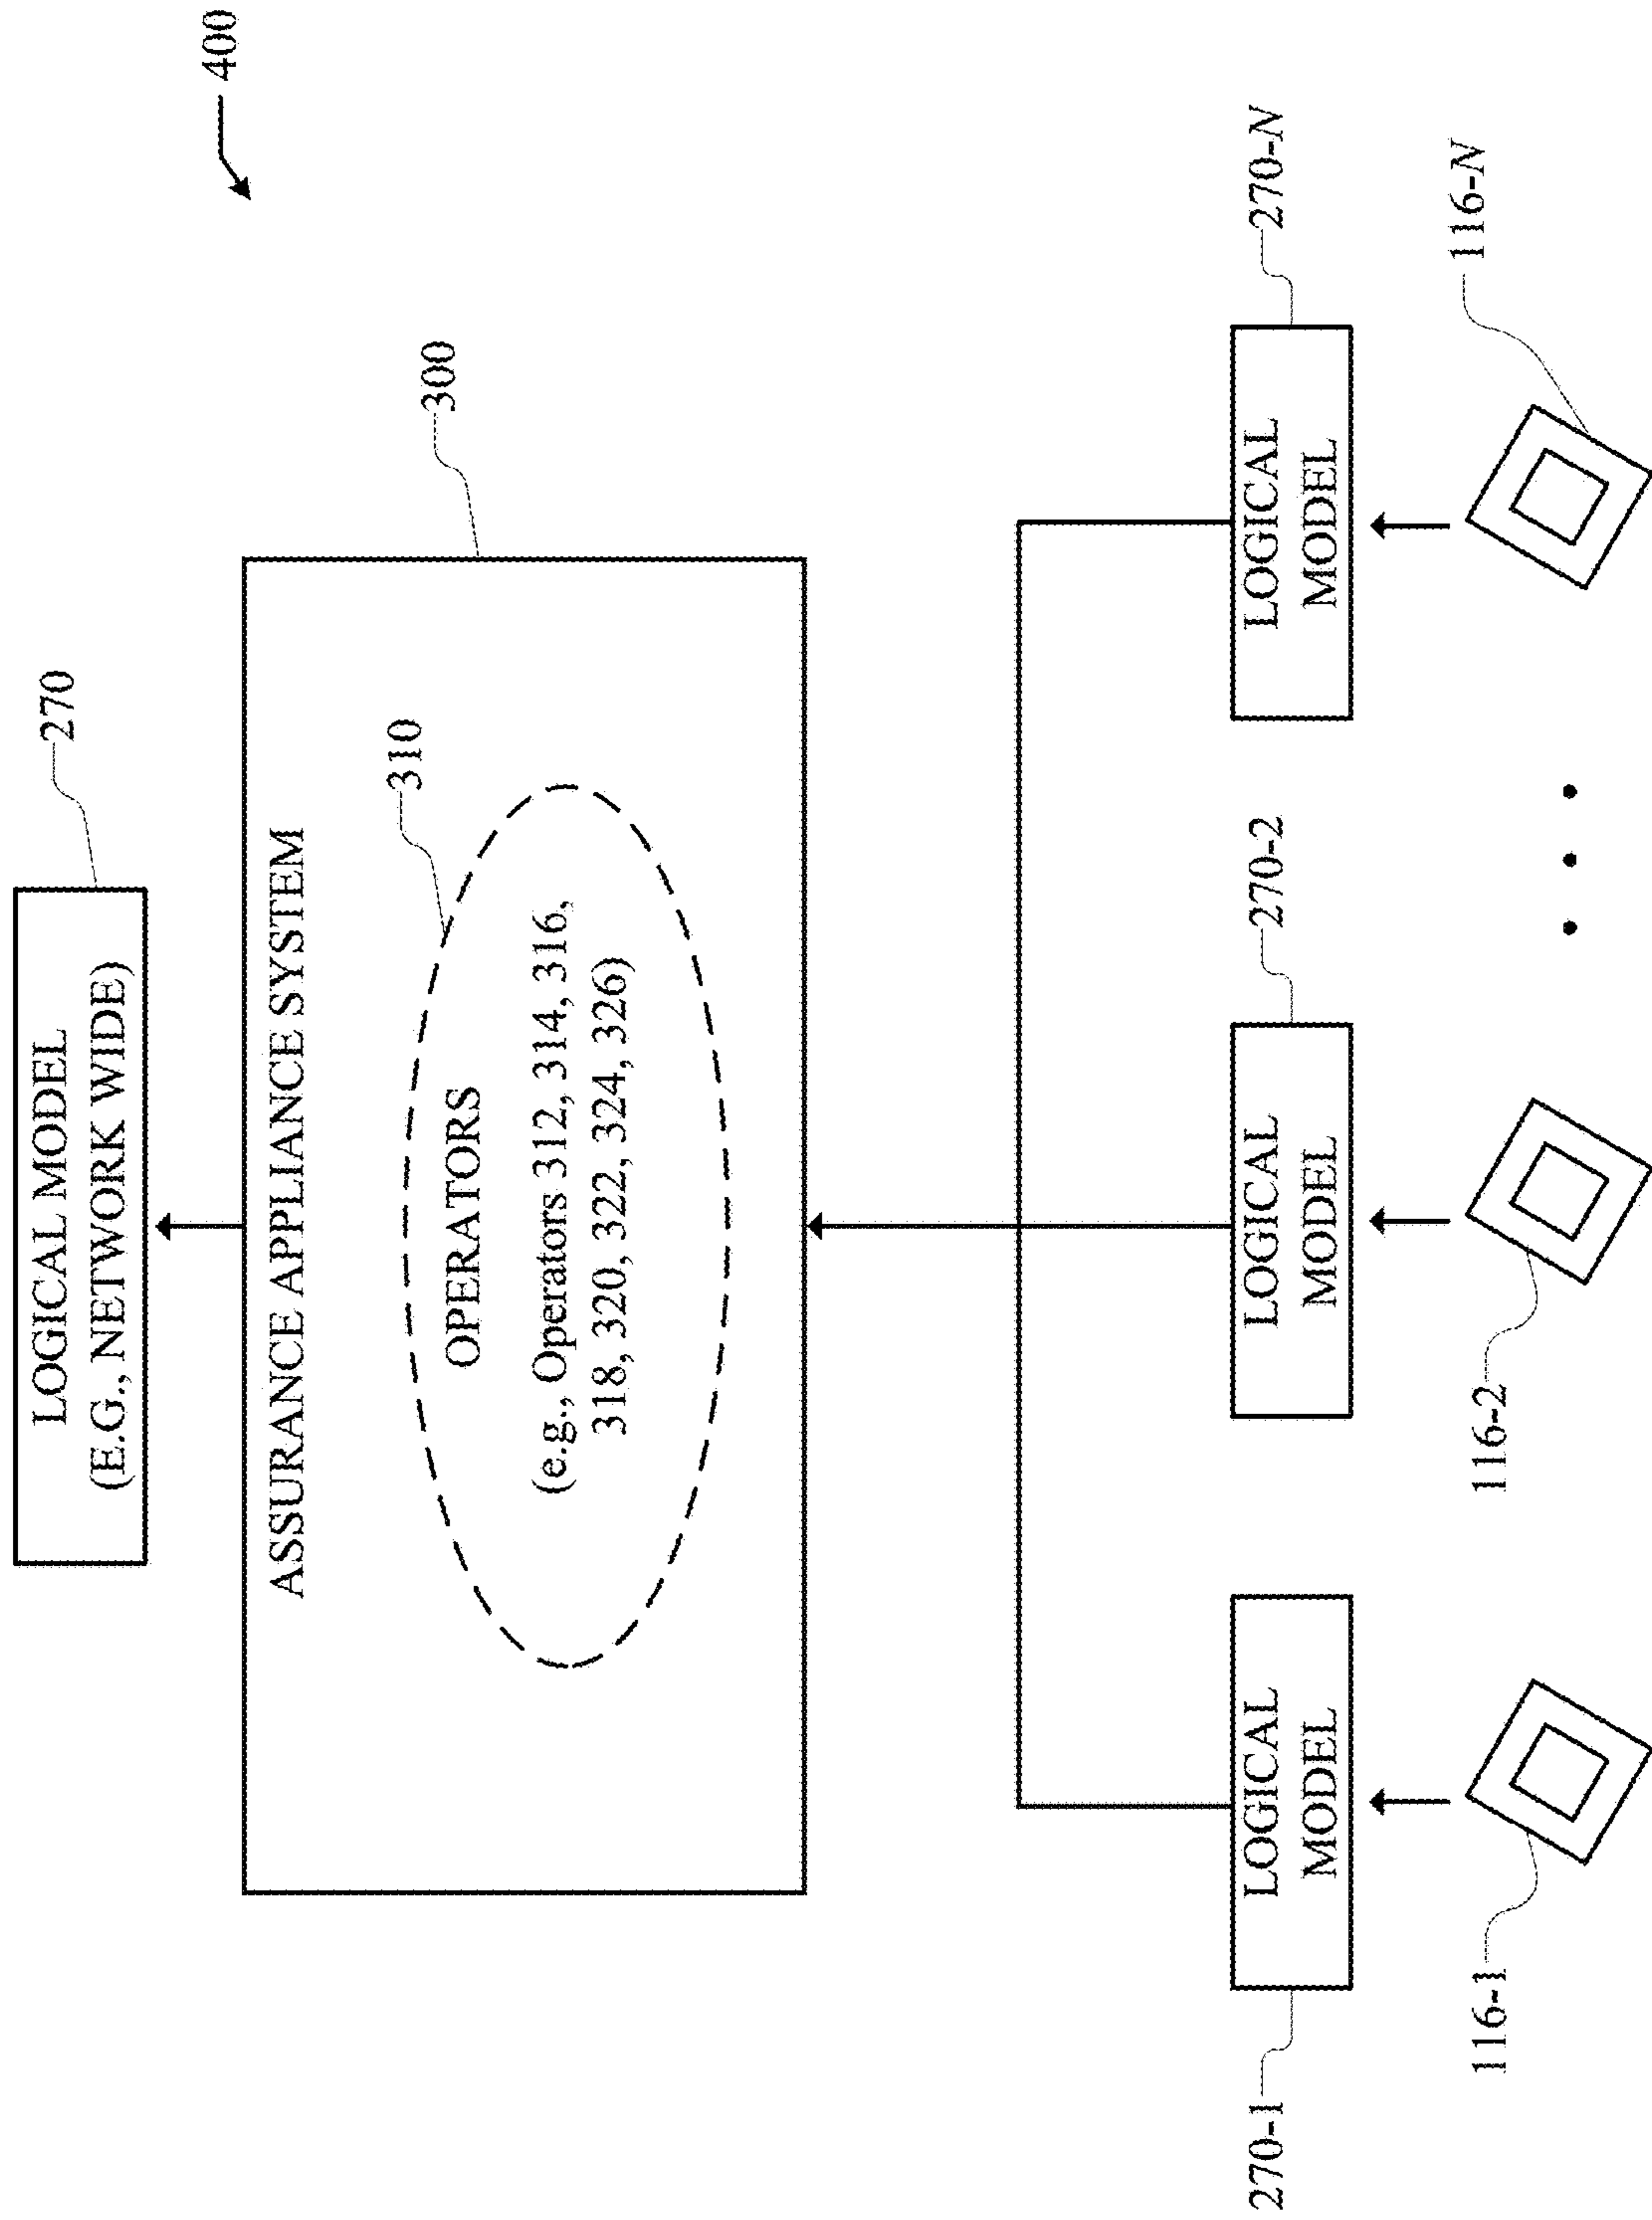 400
270
LOGICAL MODEL
(E.G., NETWORK WIDE)
300
ASSURANCE APPLIANCE SYSTEM
310
OPERATORS
(e.g., Operators 312, 314, 316,
318, 320, 322, 324, 326)
270-1
LOGICAL
MODEL
270-2
LOGICAL
MODEL
270-N
LOGICAL
MODEL
116-1
116-2
116-N